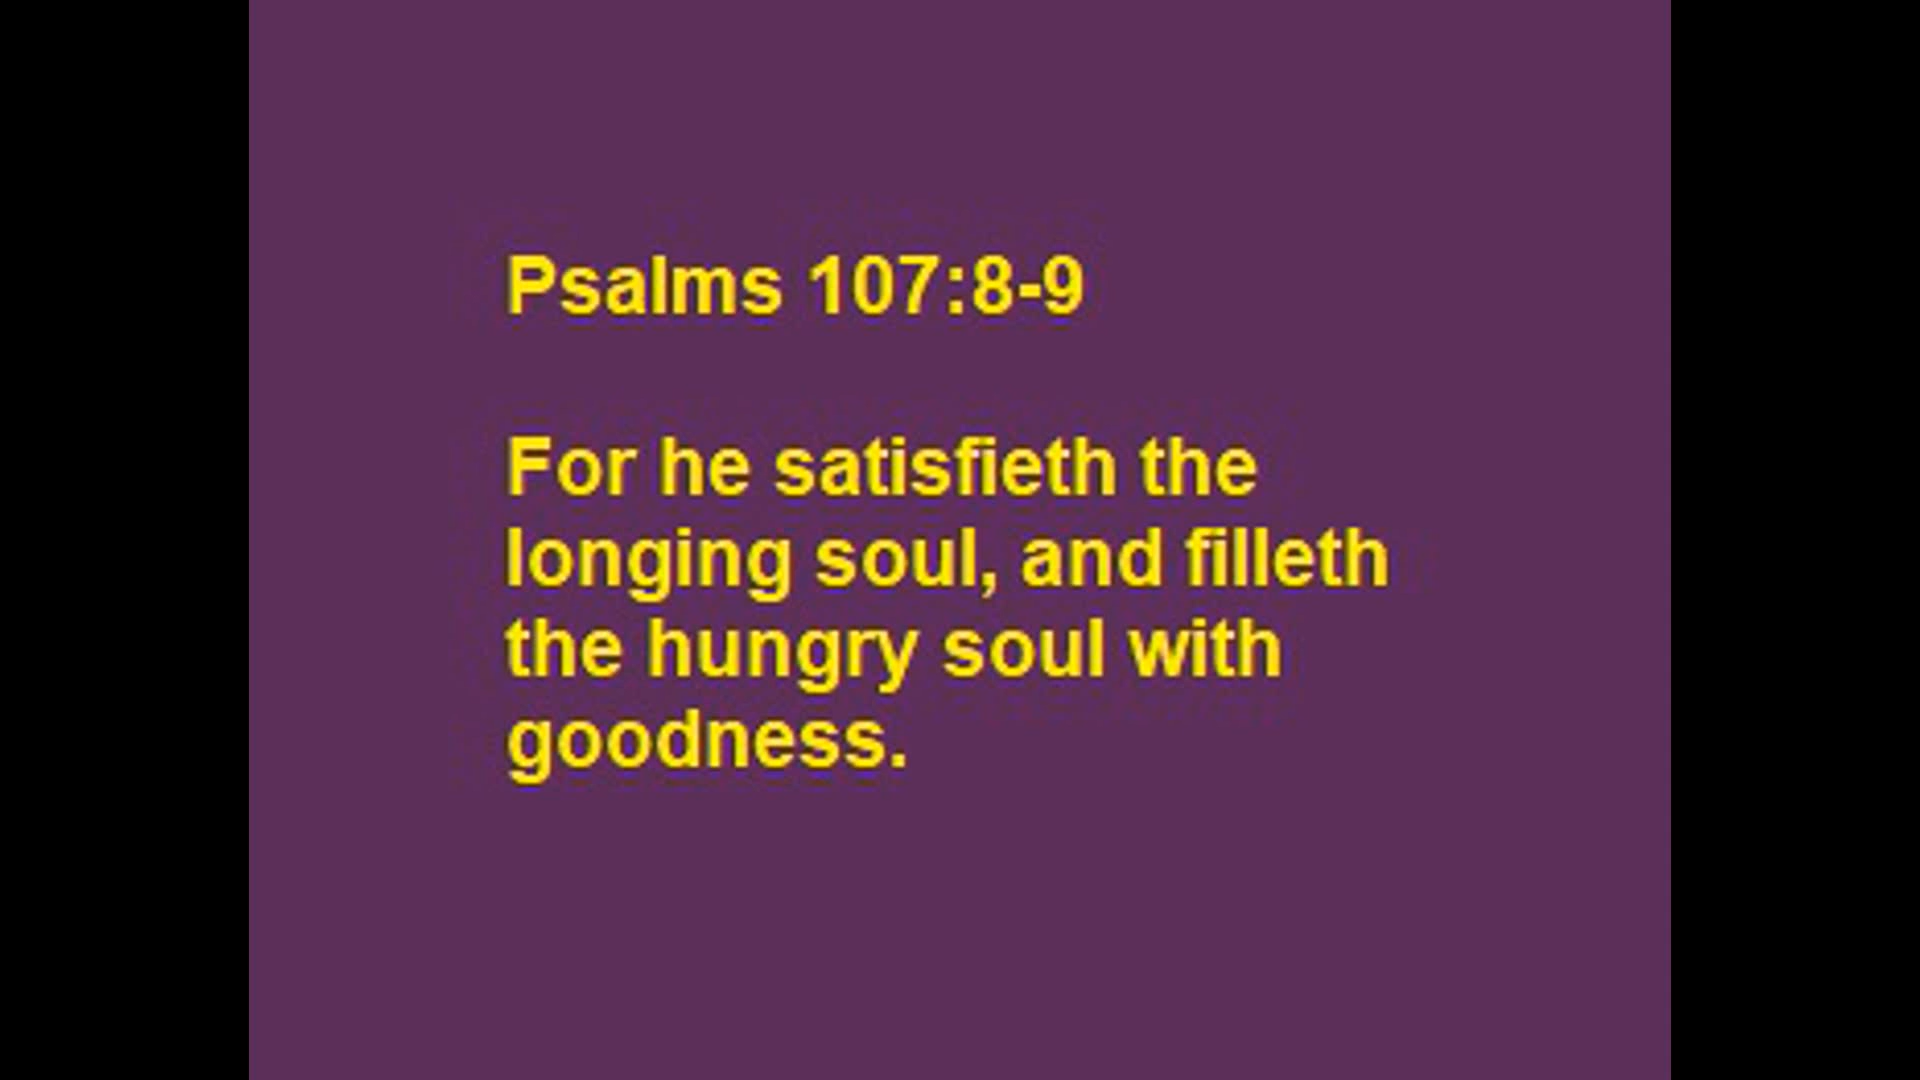 Psalms 107:8-9
For he satisfieth the
longing soul, and filleth
the hungry soul with
goodness.